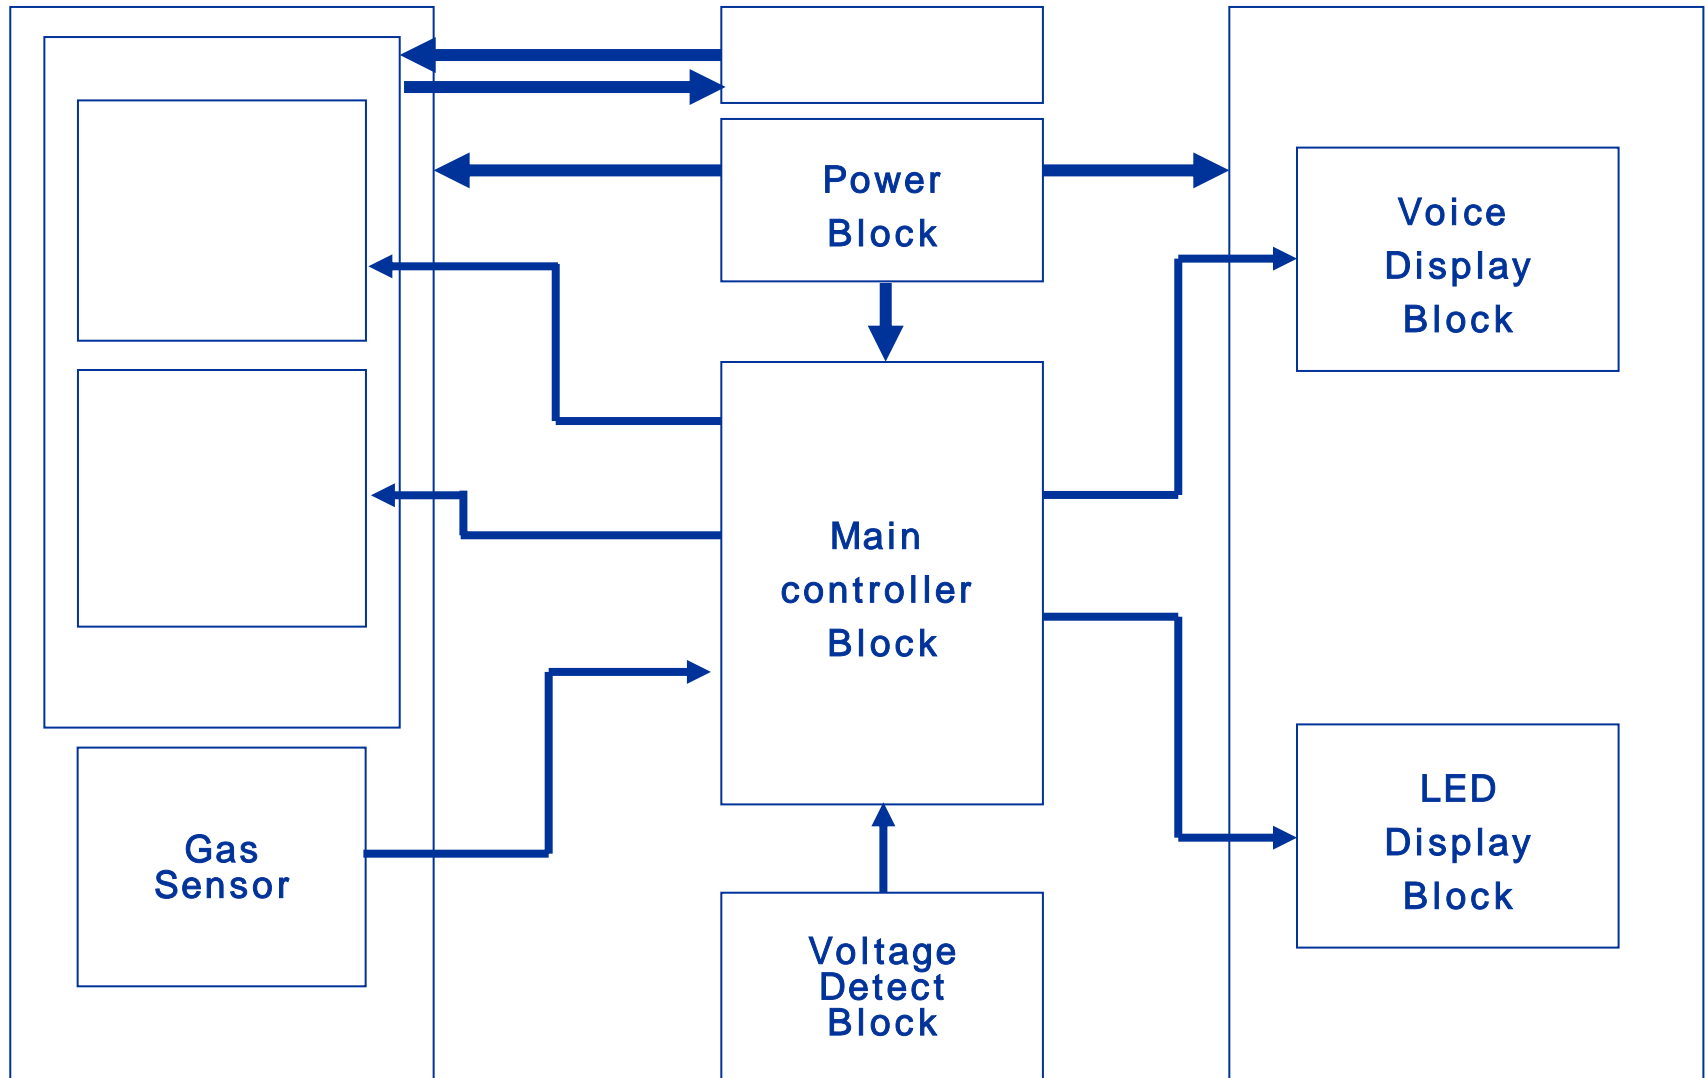 Power
Block
Voice
Display
Block
Main
controller
Block
Gas
Sensor
LED
Display
Block
Voltage
Detect
Block